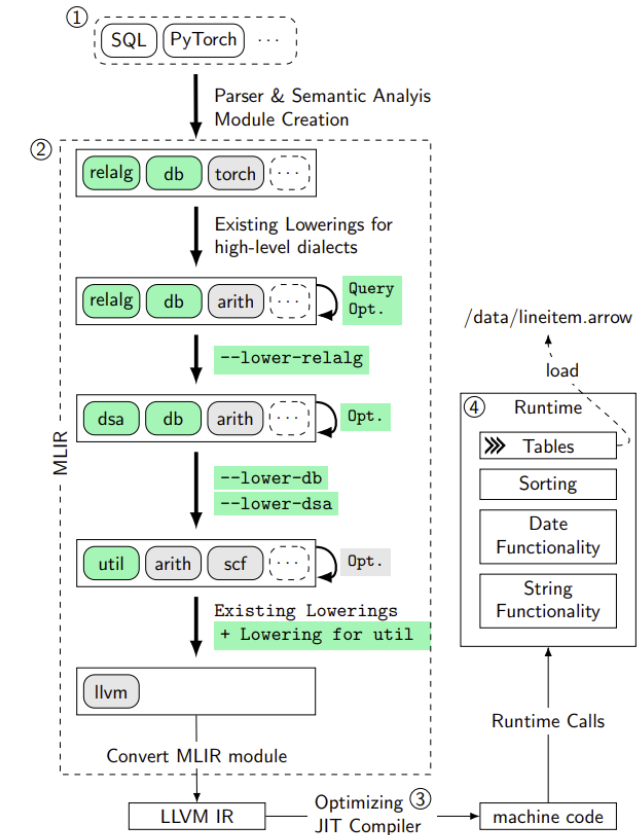 ①
SQL PyTorch ...
Parser & Semantic Analyis
Module Creation
②
relalg db torch ...
Existing Lowerings for
high-level dialects
relalg db arith ...
Query
Opt.
--lower-relalg
dsa db arith ...
Opt.
--lower-db
--lower-dsa
util arith scf ...
Opt.
Existing Lowerings
+ Lowering for util
llvm
Convert MLIR module
MLIR
LLVM IR
Optimizing ③
JIT Compiler
machine code
Runtime Calls
/data/lineitem.arrow
load
④ Runtime
Tables
Sorting
Date
Functionality
String
Functionality